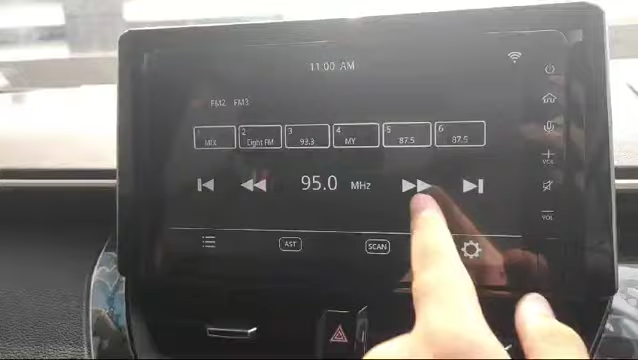 11:00 AM
FM2 FM3
1 MIX 2 Eight FM 3 93.3 4 MY 5 87.5 6 87.5
95.0 MHz
AST SCAN
VOL
VOL